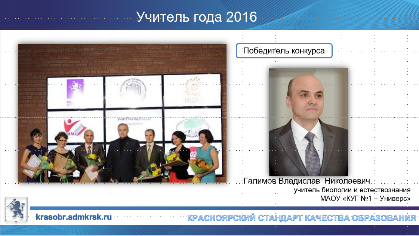 Учитель года 2016
Победитель конкурса
Галимов Владислав Николаевич,
учитель биологии и естествознания
МАОУ «КУГ №1 – Универс»
krasobr.admkrsk.ru
КРАСНОЯРСКИЙ СТАНДАРТ КАЧЕСТВА ОБРАЗОВАНИЯ